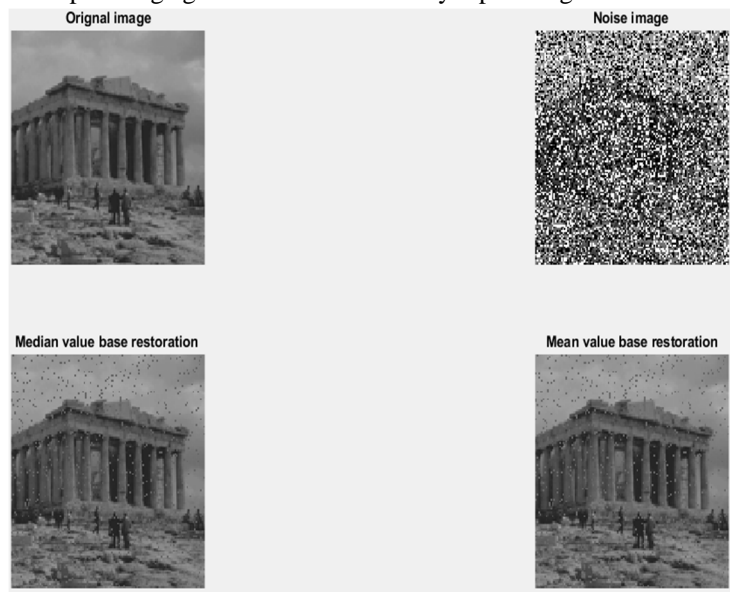 Orignal image
Noise image
Median value base restoration
Mean value base restoration